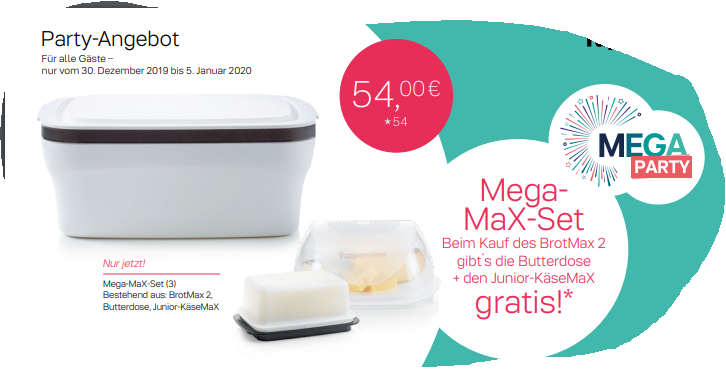 Party-Angebot
Für alle Gäste –
nur vom 30. Dezember 2019 bis 5. Januar 2020
54,00 €
★54
MEGA
PARTY
Mega-
MaX-Set
Beim Kauf des BrotMax 2
gibt´s die Butterdose
+ den Junior-KäseMaX
gratis!*
Tupperware
Nur jetzt!
Mega-MaX-Set (3)
Bestehend aus: BrotMax 2,
Butterdose, Junior-KäseMaX